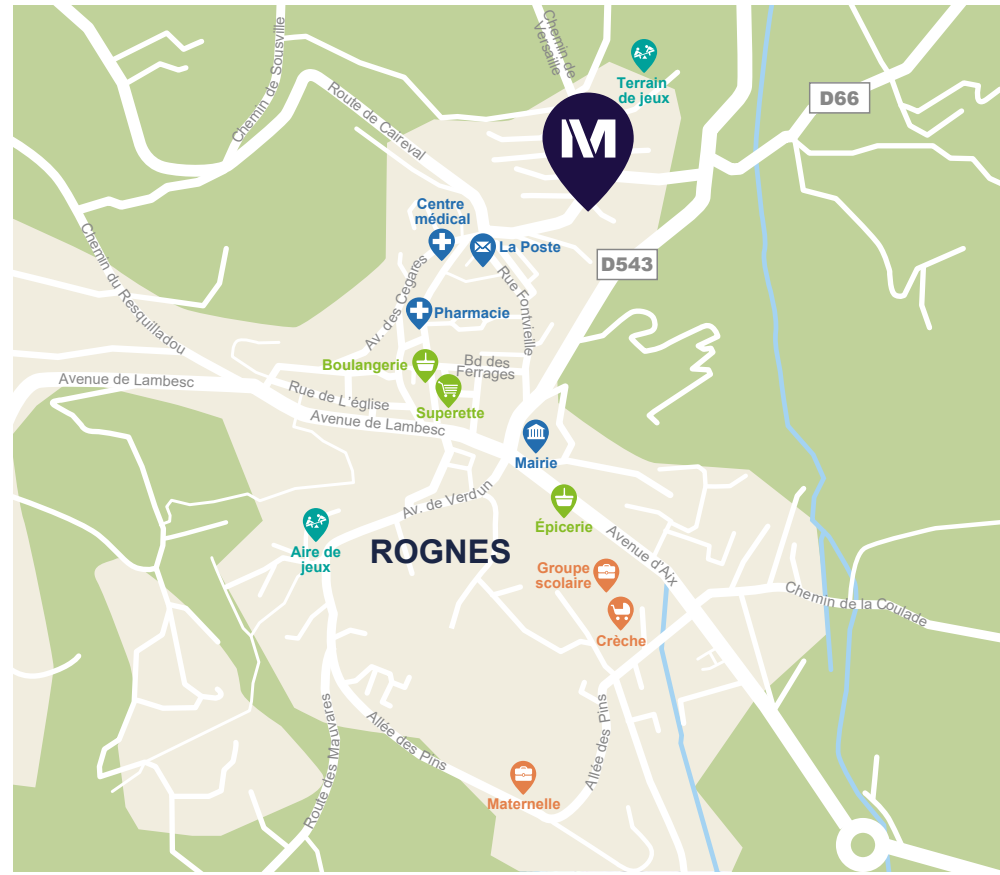 Chemin de
Versaille
Chemin de Sousville
Terrain
de jeux
D66
Route de Caireval
M
Centre
médical
La Poste
D543
Chemin du Resquilladou
Av. des Cegares
Rue Fontvieille
Pharmacie
Boulangerie
Bd des
Ferrages
Avenue de Lambesc
Rue de L'église
Superette
Avenue de Lambesc
Mairie
Av. de Verdun
Épicerie
Aire de
jeux
ROGNES
Avenue d'Aix
Groupe
scolaire
Chemin de la Coulade
Crèche
Route des Mauvares
Allée des Pins
Allée des Pins
Maternelle